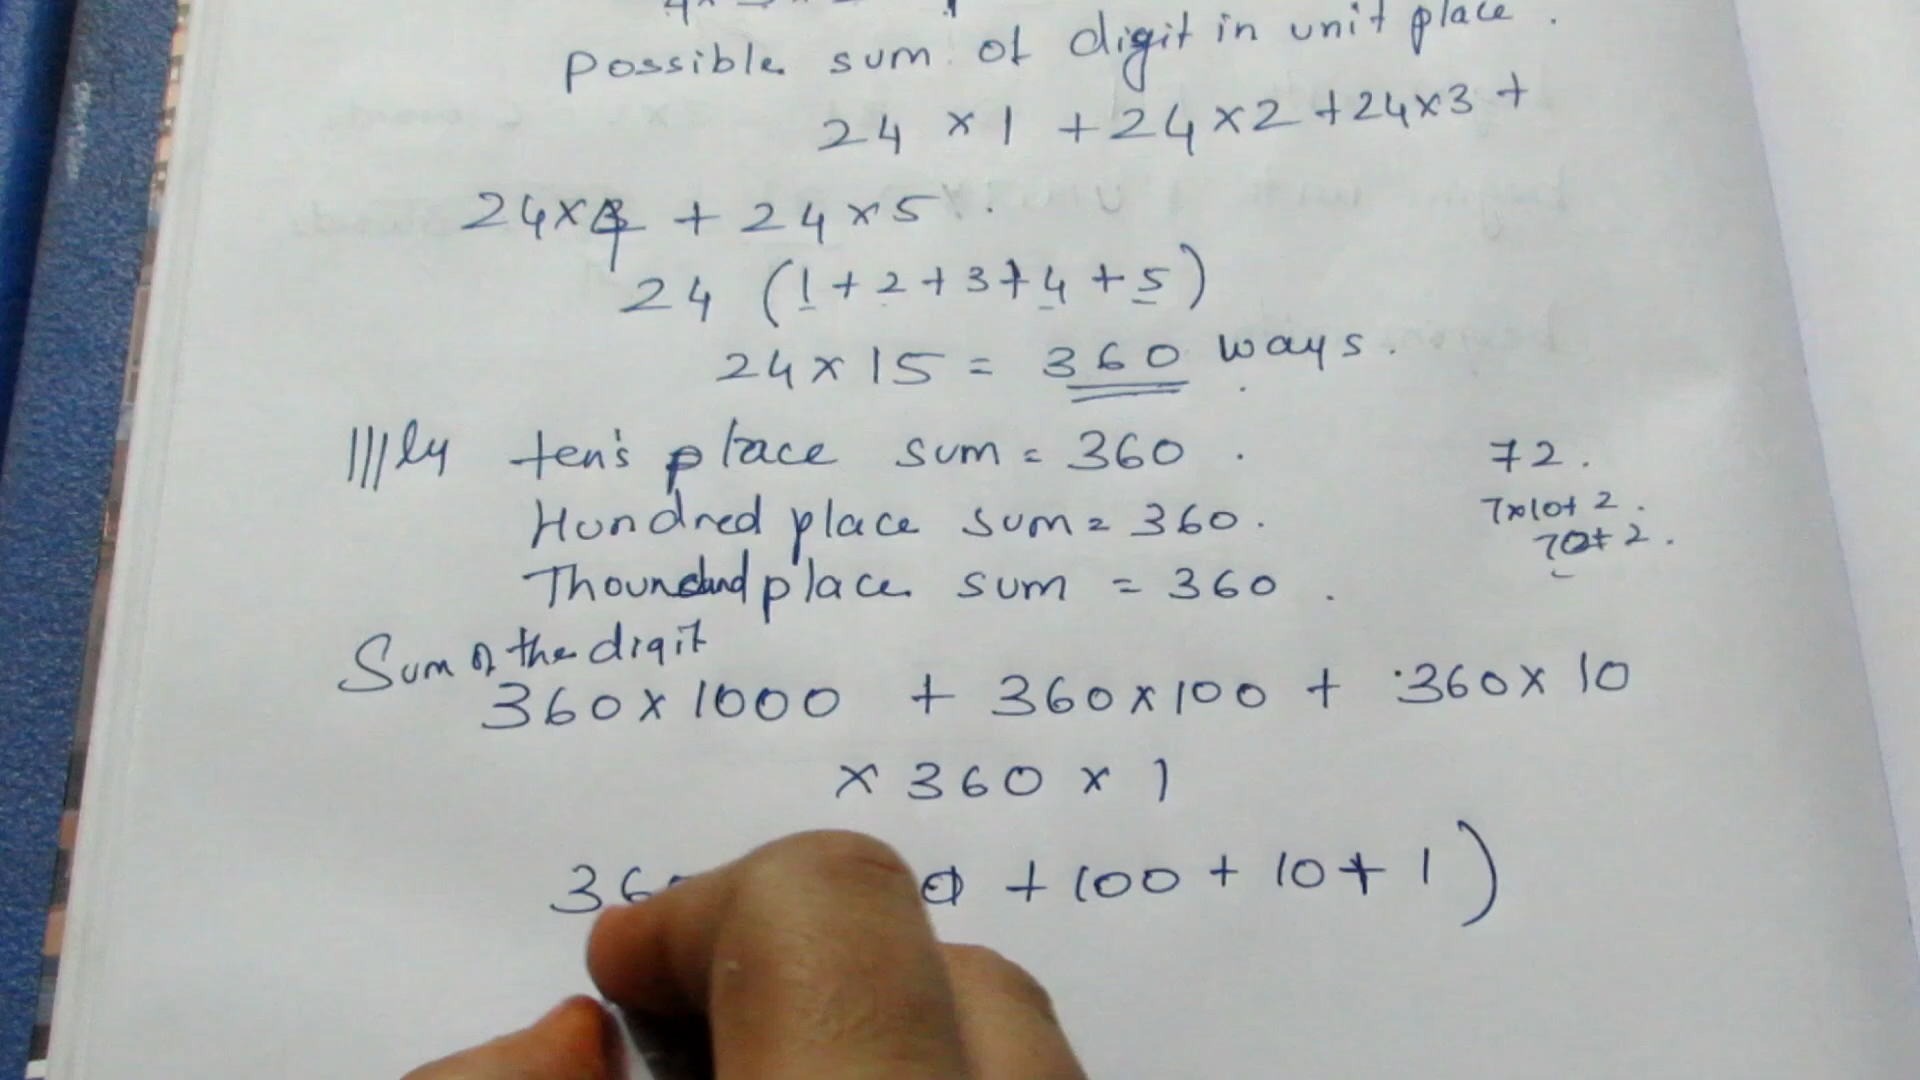 possible sum of digit in unit place.
24 × 1 + 24 × 2 + 24 × 3 +
24 × 4 + 24 × 5 .
24 (1 + 2 + 3 + 4 + 5)
24 × 15 = 360 ways.
|||ly ten's place sum = 360 .
Hundred place sum = 360 .
place sum = 360 .
72 .
7×10+ 2 .
70+ 2 .
Sum of the digit
360 × 1000 + 360 × 100 + 360 × 10
× 360 × 1
36 0 + 100 + 10 + 1 )